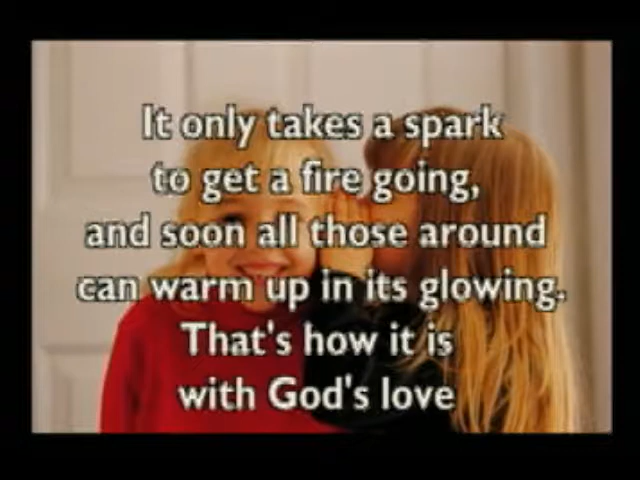 It only takes a spark
to get a fire going,
and soon all those around
can warm up in its glowing.
That's how it is
with God's love